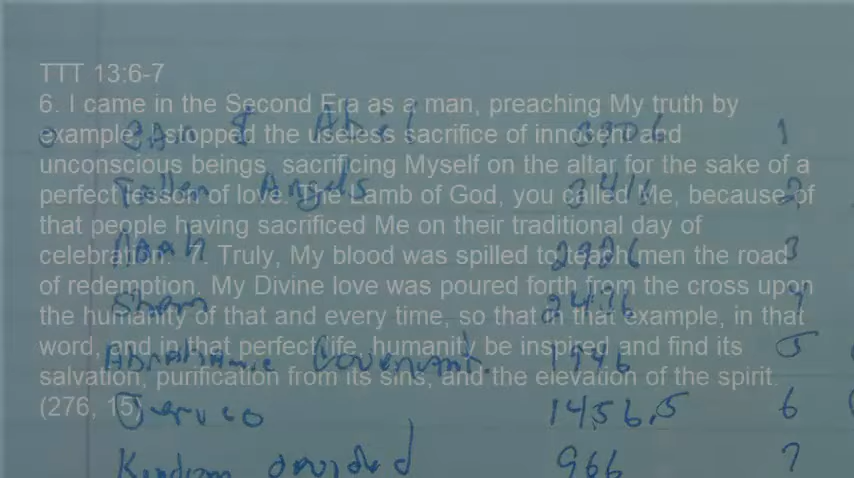 TTT 13:6-7
6. I came in the Second Era as a man, preaching My truth by
example. I stopped the useless sacrifice of innocent and
unconscious beings, sacrificing Myself on the altar for the sake of a
perfect lesson of love. The Lamb of God, you called Me, because of
that people having sacrificed Me on their traditional day of
celebration. 7. Truly, My blood was spilled to teach men the road
of redemption. My Divine love was poured forth from the cross upon
the humanity of that and every time, so that in that example, in that
word, and in that perfect life, humanity be inspired and find its
salvation, purification from its sins, and the elevation of the spirit.
(276, 15)
& Abel 3906 1
Fallen Angels 2
Noah 2926 3
Shem 2436 4
Covenant. 1946 5
1456.5 6
966 7